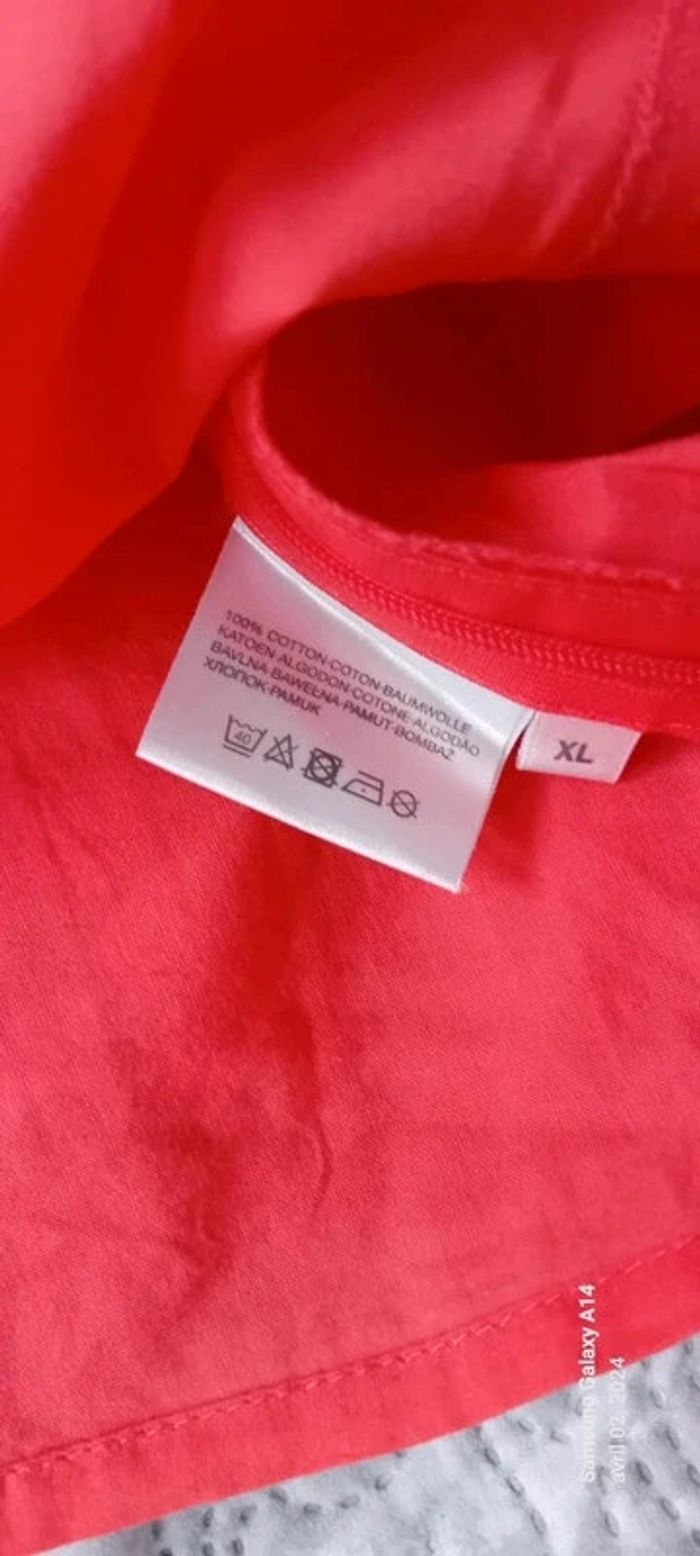 100% COTTON·COTON·BAUMWOLLE
KATOEN·ALGODON·COTONE·ALGODÃO
BAVLNA·BAWEŁNA·PAMUT·BOMBAŽ
ХЛОПОК·PAMUK
40
XL
Samsung Galaxy A14
avril 02, 2024